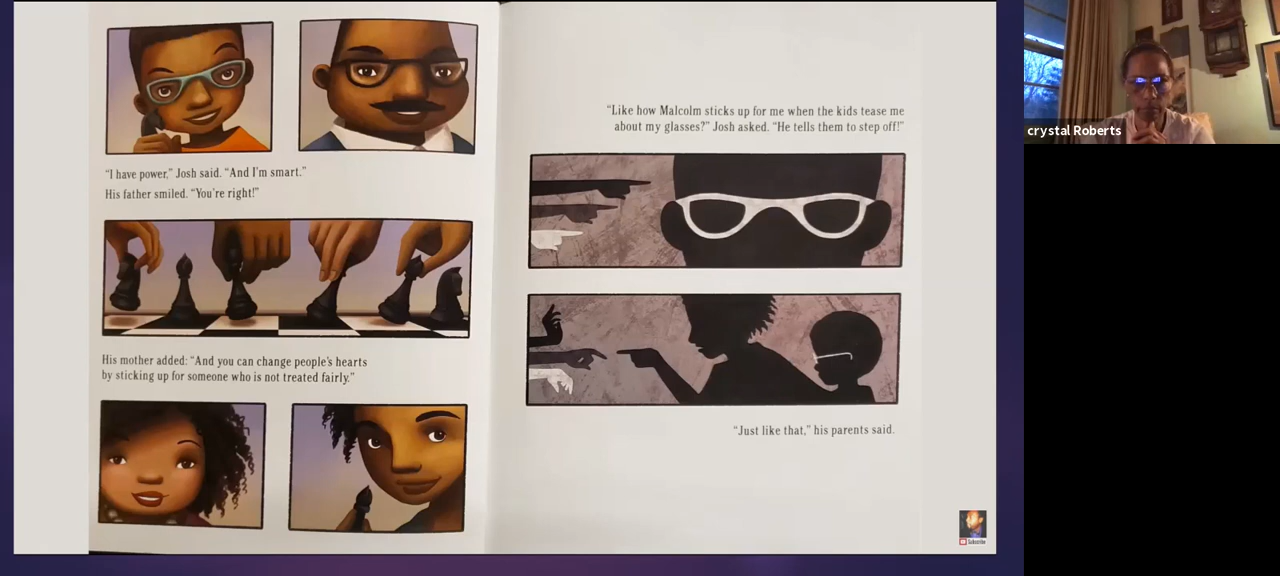 “I have power,” Josh said. “And I’m smart.”
His father smiled. “You’re right!”
His mother added: “And you can change people’s hearts
by sticking up for someone who is not treated fairly.”
“Like how Malcolm sticks up for me when the kids tease me
about my glasses?” Josh asked. “He tells them to step off!”
“Just like that,” his parents said.
Subscribe
crystal Roberts